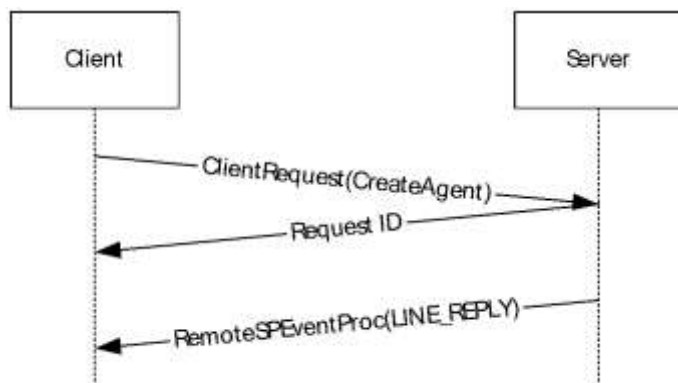 Client
Server
ClientRequest(CreateAgent)
Request ID
RemoteSPEventProc(LINE_REPLY)